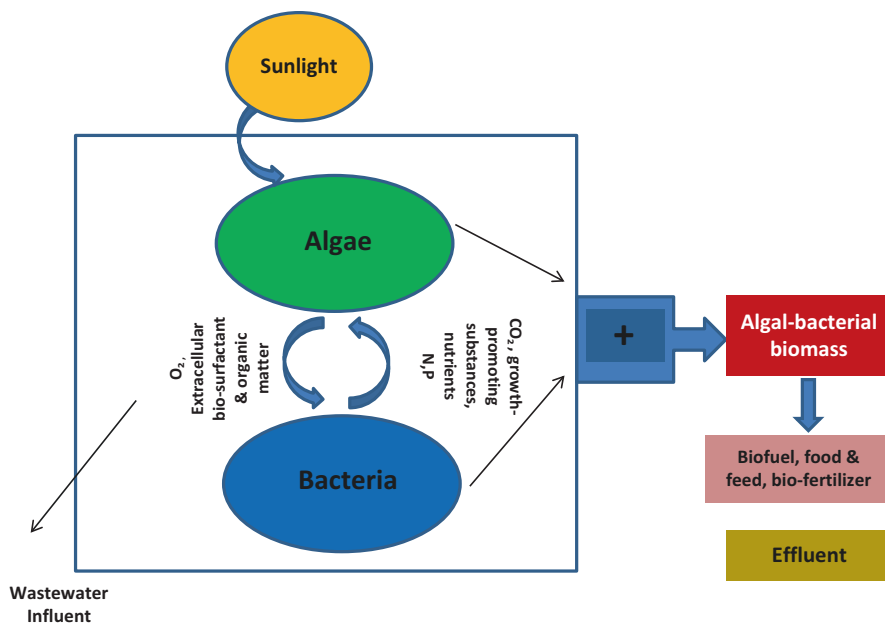 Sunlight
Algae
O₂,
Extracellular
bio-surfactant
& organic
matter
CO₂, growth-
promoting
substances,
nutrients
N,P
Bacteria
+
Algal-bacterial
biomass
Biofuel, food &
feed, bio-fertilizer
Effluent
Wastewater
Influent